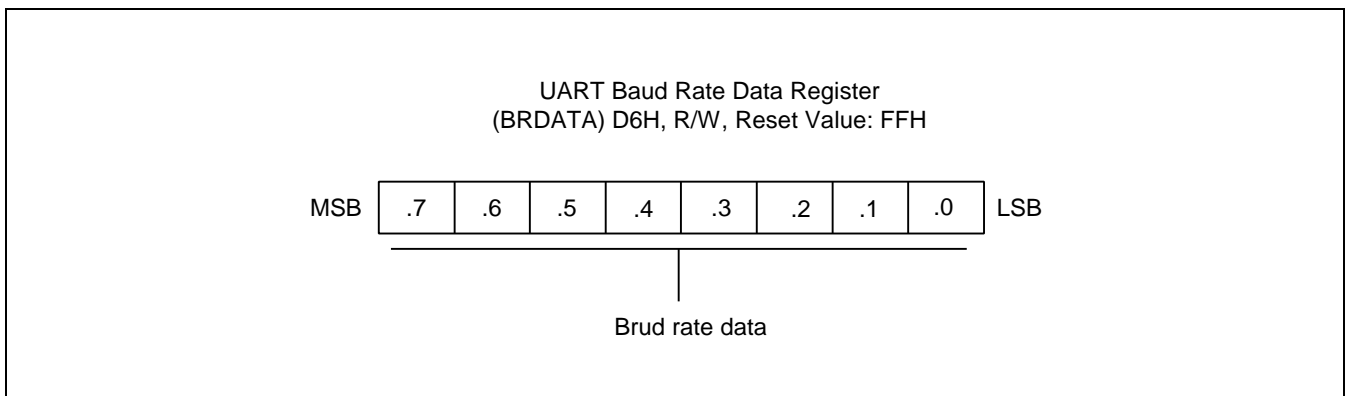 UART Baud Rate Data Register
(BRDATA) D6H, R/W, Reset Value: FFH
MSB .7 .6 .5 .4 .3 .2 .1 .0 LSB
Brud rate data